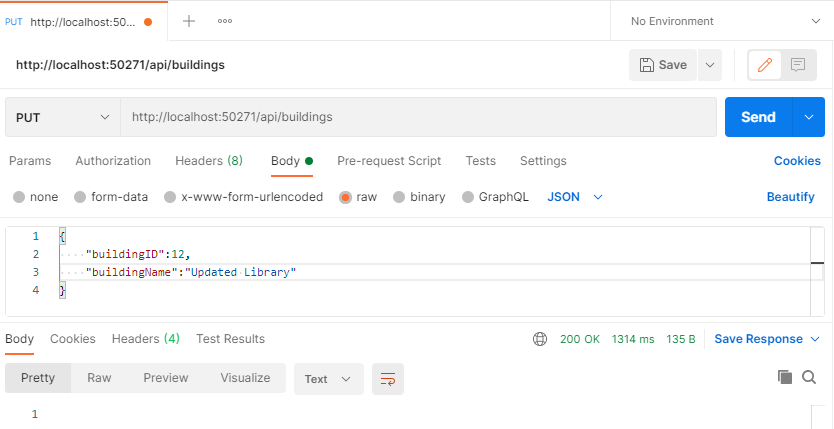 PUT http://localhost:50... No Environment
http://localhost:50271/api/buildings Save
PUT http://localhost:50271/api/buildings Send
Params Authorization Headers (8) Body Pre-request Script Tests Settings Cookies
none form-data x-www-form-urlencoded raw binary GraphQL JSON Beautify
1 {
2 "buildingID":12,
3 "buildingName":"Updated Library"
4 }
Body Cookies Headers (4) Test Results 200 OK 1314 ms 135 B Save Response
Pretty Raw Preview Visualize Text
1